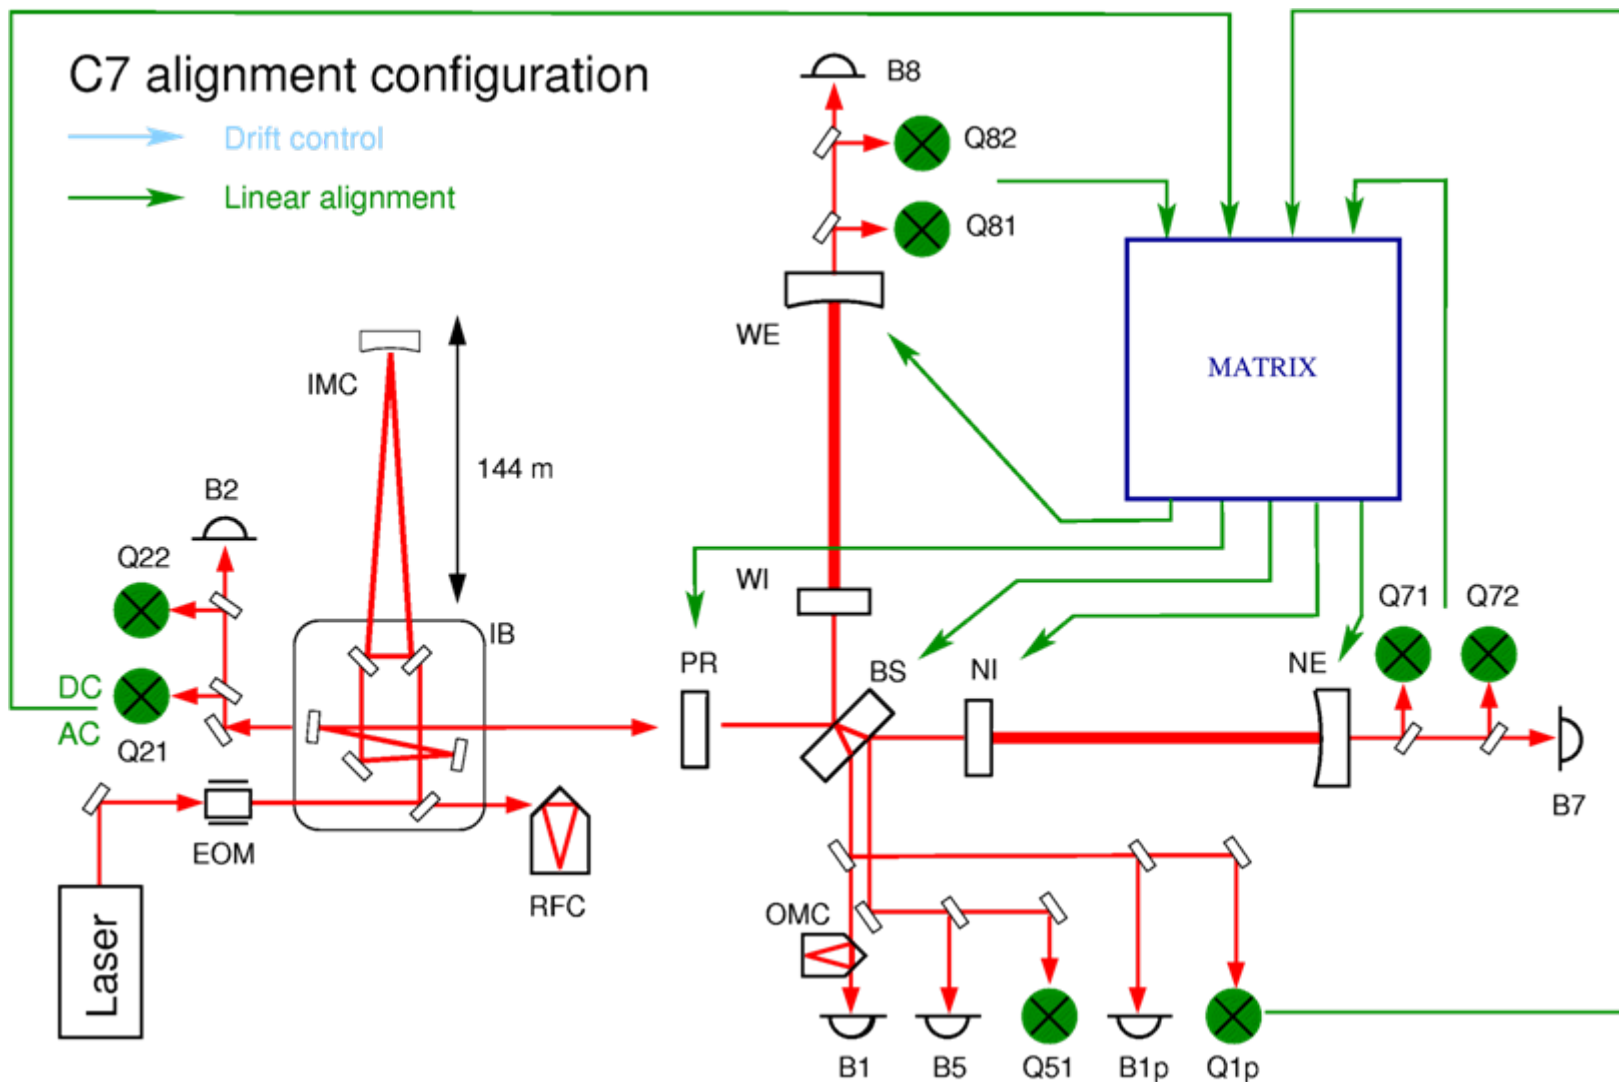 C7 alignment configuration
Drift control
Linear alignment
B8
Q82
Q81
WE
MATRIX
IMC
144 m
B2
Q22
WI
IB
Q71
Q72
PR
BS
NI
NE
DC
AC
Q21
B7
EOM
RFC
OMC
Laser
B1
B5
Q51
B1p
Q1p